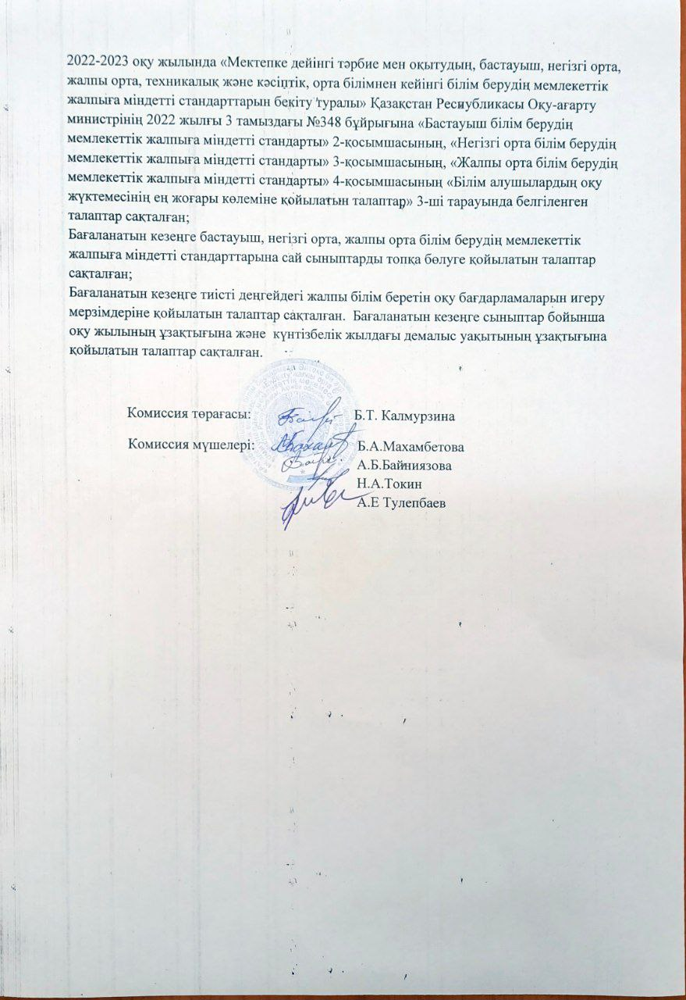 2022-2023 оқу жылында «Мектепке дейінгі тәрбие мен оқытудың, бастауыш, негізгі орта,
жалпы орта, техникалық және кәсіптік, орта білімнен кейінгі білім берудің мемлекеттік
жалпыға міндетті стандарттарын бекіту туралы» Қазақстан Республикасы Оқу-ағарту
министрінің 2022 жылғы 3 тамыздағы №348 бұйрығына «Бастауыш білім берудің
мемлекеттік жалпыға міндетті стандарты» 2-қосымшасының, «Негізгі орта білім берудің
мемлекеттік жалпыға міндетті стандарты» 3-қосымшасының, «Жалпы орта білім берудің
мемлекеттік жалпыға міндетті стандарты» 4-қосымшасының «Білім алушылардың оқу
жүктемесінің ең жоғары көлеміне қойылатын талаптар» 3-ші тарауында белгіленген
талаптар сақталған;
Бағаланатын кезеңге бастауыш, негізгі орта, жалпы орта білім берудің мемлекеттік
жалпыға міндетті стандарттарына сай сыныптарды топқа бөлуге қойылатын талаптар
сақталған;
Бағаланатын кезеңге тиісті деңгейдегі жалпы білім беретін оқу бағдарламаларын игеру
мерзімдеріне қойылатын талаптар сақталған. Бағаланатын кезеңге сыныптар бойынша
оқу жылының ұзақтығына және күнтізбелік жылдағы демалыс уақытының ұзақтығына
қойылатын талаптар сақталған.
Комиссия төрағасы: Б.Т. Калмурзина
Комиссия мүшелері: Б.А.Махамбетова
А.Б.Байниязова
Н.А.Токин
А.Е Тулепбаев